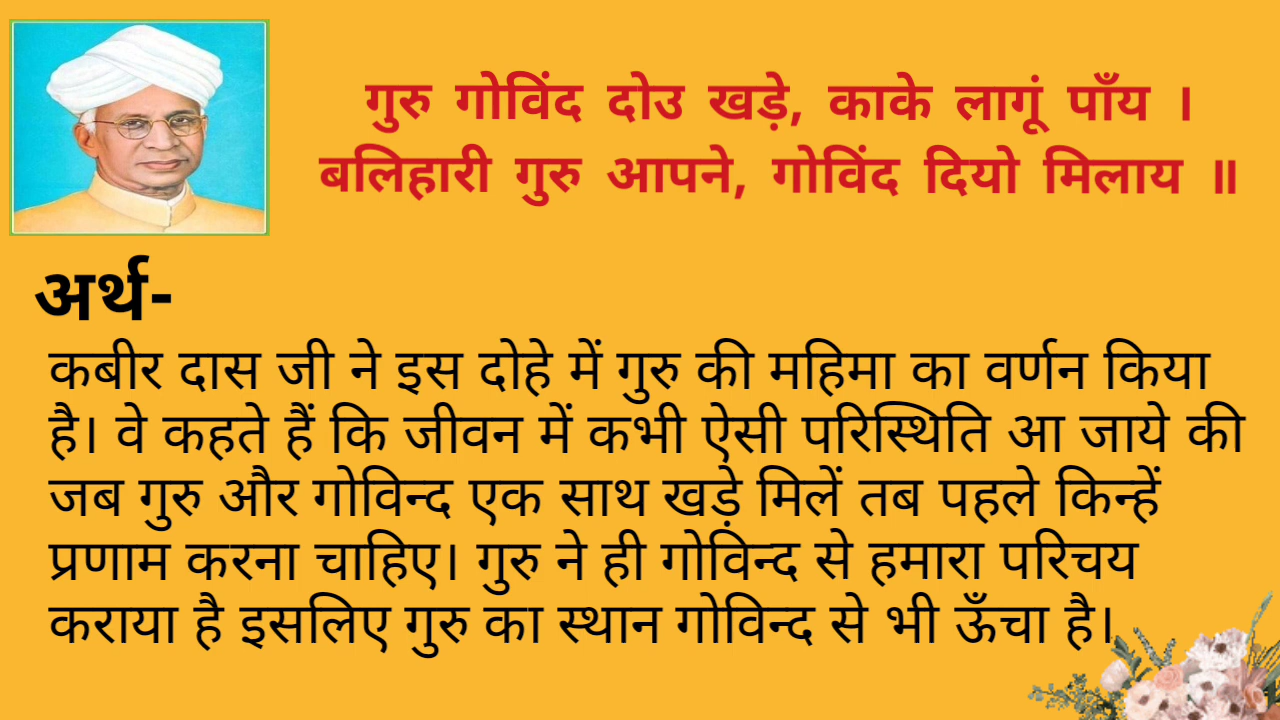 गुरु गोविंद दोउ खड़े, काके लागूं पाँय ।
बलिहारी गुरु आपने, गोविंद दियो मिलाय ॥
अर्थ-
कबीर दास जी ने इस दोहे में गुरु की महिमा का वर्णन किया
है। वे कहते हैं कि जीवन में कभी ऐसी परिस्थिति आ जाये की
जब गुरु और गोविन्द एक साथ खड़े मिलें तब पहले किन्हें
प्रणाम करना चाहिए। गुरु ने ही गोविन्द से हमारा परिचय
कराया है इसलिए गुरु का स्थान गोविन्द से भी ऊँचा है।